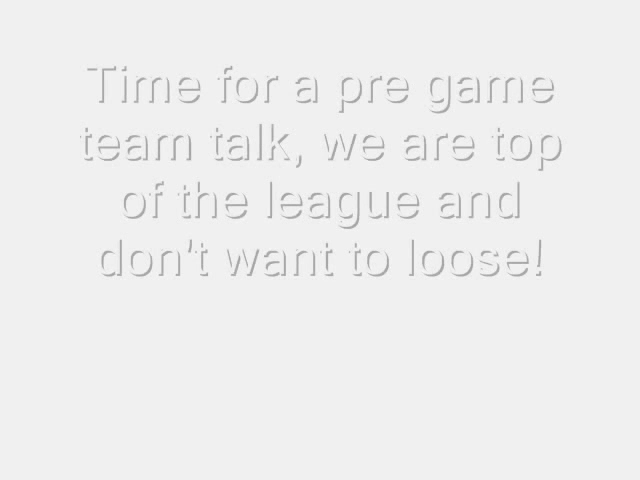 Time for a pre game
team talk, we are top
of the league and
don't want to loose!